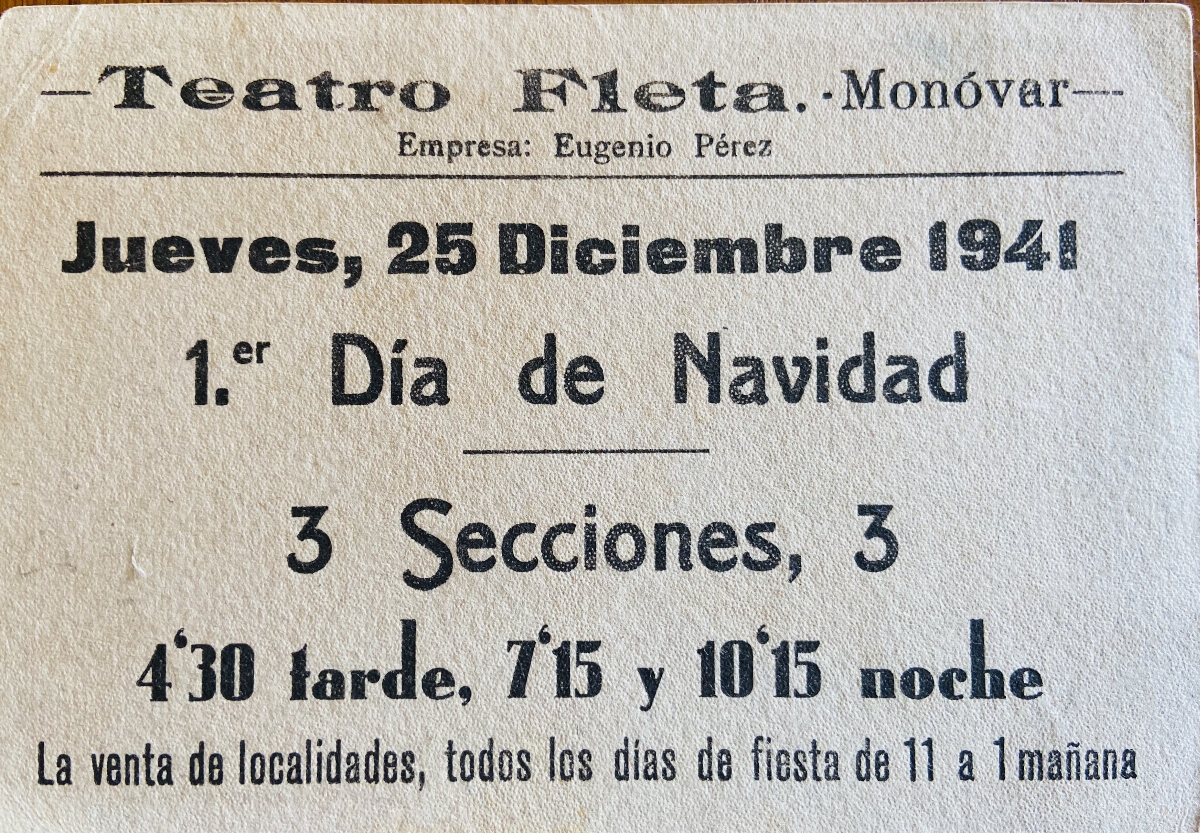 —Teatro Fleta.-Monóvar—
Empresa: Eugenio Pérez
Jueves, 25 Diciembre 1941
1.er Día de Navidad
3 Secciones, 3
4‘30 tarde, 7‘15 y 10‘15 noche
La venta de localidades, todos los días de fiesta de 11 a 1 mañana